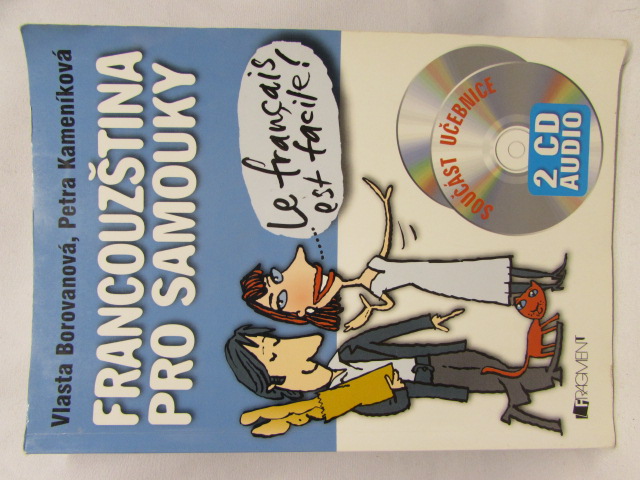 Vlasta Borovanová, Petra Kameníková
FRANCOUZŠTINA
PRO SAMOUKY
Le français
est facile!
SOUČÁST UČEBNICE
2 CD
AUDIO
FRAGMENT